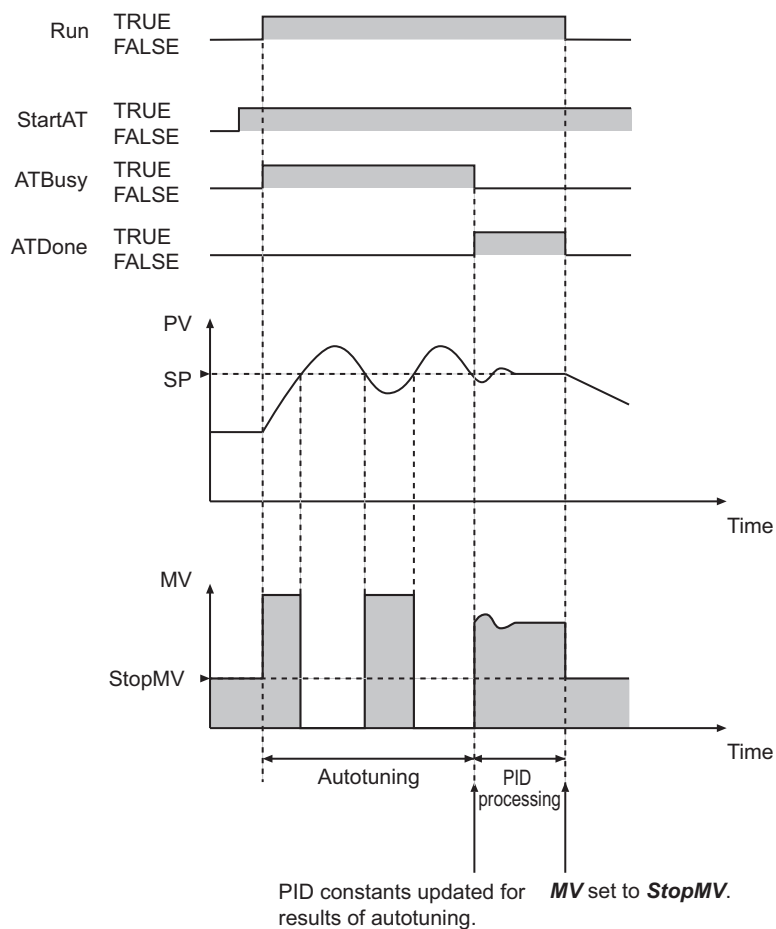 Run
TRUE
FALSE
StartAT
TRUE
FALSE
ATBusy
TRUE
FALSE
ATDone
TRUE
FALSE
PV
SP
Time
MV
StopMV
Time
Autotuning
PID
processing
PID constants updated for
results of autotuning.
MV set to StopMV.